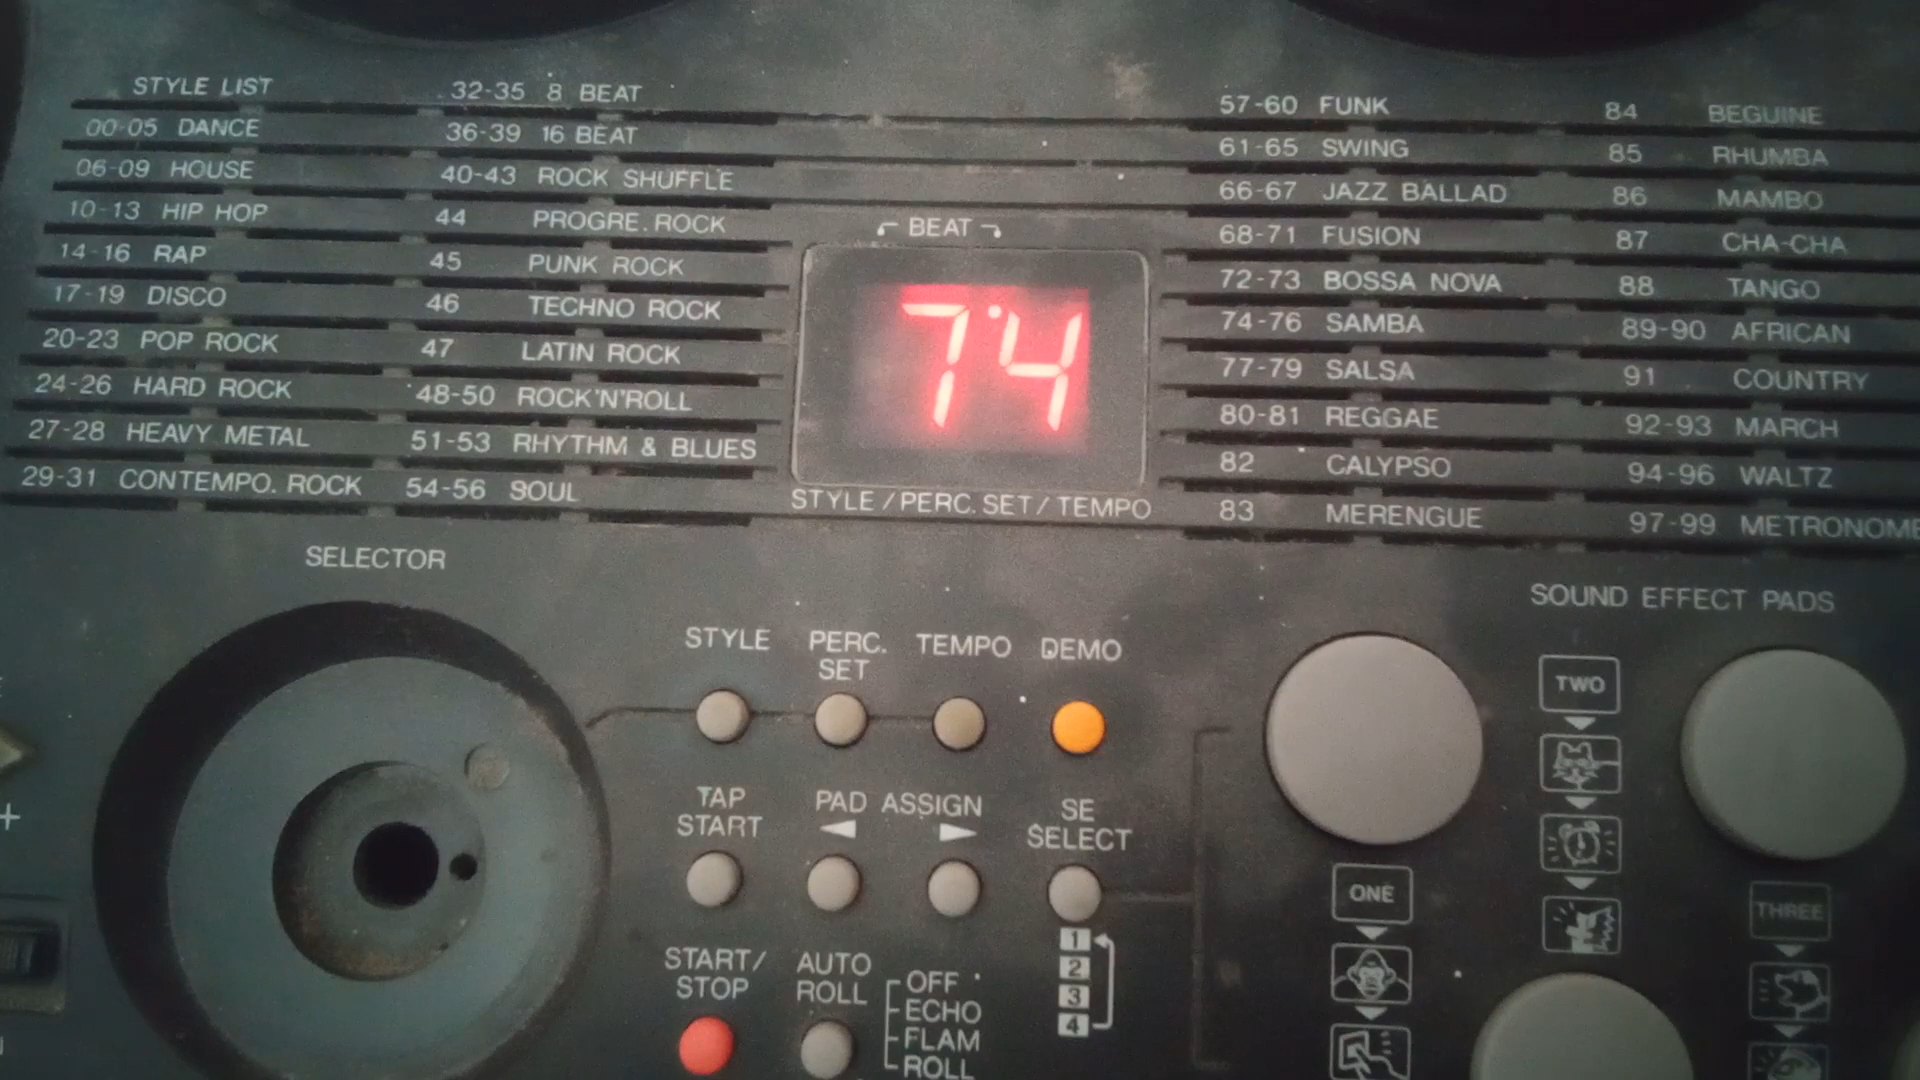 STYLE LIST
00-05 DANCE
06-09 HOUSE
10-13 HIP HOP
14-16 RAP
17-19 DISCO
20-23 POP ROCK
24-26 HARD ROCK
27-28 HEAVY METAL
29-31 CONTEMPO. ROCK
32-35 8 BEAT
36-39 16 BEAT
40-43 ROCK SHUFFLE
44 PROGRE. ROCK
45 PUNK ROCK
46 TECHNO ROCK
47 LATIN ROCK
48-50 ROCK'N'ROLL
51-53 RHYTHM & BLUES
54-56 SOUL
BEAT
7·4
STYLE / PERC. SET / TEMPO
57-60 FUNK
61-65 SWING
66-67 JAZZ BALLAD
68-71 FUSION
72-73 BOSSA NOVA
74-76 SAMBA
77-79 SALSA
80-81 REGGAE
82 CALYPSO
83 MERENGUE
84 BEGUINE
85 RHUMBA
86 MAMBO
87 CHA-CHA
88 TANGO
89-90 AFRICAN
91 COUNTRY
92-93 MARCH
94-96 WALTZ
97-99 METRONOME
SELECTOR
STYLE
PERC.
SET
TEMPO
DEMO
TAP
START
PAD ASSIGN
SE
SELECT
1
2
3
4
START/
STOP
AUTO
ROLL
OFF
ECHO
FLAM
ROLL
SOUND EFFECT PADS
TWO
ONE
THREE
+